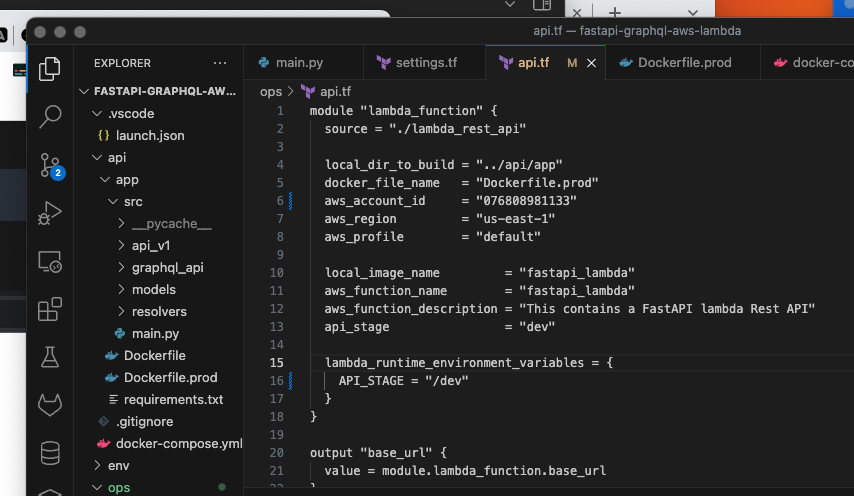 api.tf — fastapi-graphql-aws-lambda
EXPLORER
main.py
settings.tf
api.tf M
Dockerfile.prod
docker-co
FASTAPI-GRAPHQL-AW...
.vscode
launch.json
api
app
src
__pycache__
api_v1
graphql_api
models
resolvers
main.py
Dockerfile
Dockerfile.prod
requirements.txt
.gitignore
docker-compose.yml
env
ops
2
ops > api.tf
1 module "lambda_function" {
2 source = "./lambda_rest_api"
3
4 local_dir_to_build = "../api/app"
5 docker_file_name = "Dockerfile.prod"
6 aws_account_id = "076808981133"
7 aws_region = "us-east-1"
8 aws_profile = "default"
9
10 local_image_name = "fastapi_lambda"
11 aws_function_name = "fastapi_lambda"
12 aws_function_description = "This contains a FastAPI lambda Rest API"
13 api_stage = "dev"
14
15 lambda_runtime_environment_variables = {
16 API_STAGE = "/dev"
17 }
18 }
19
20 output "base_url" {
21 value = module.lambda_function.base_url